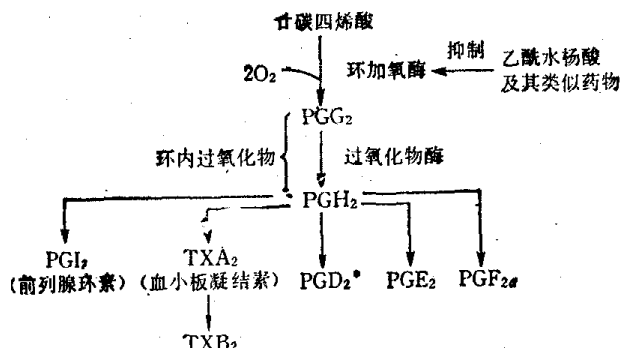 廿碳四烯酸
2O₂
环加氧酶
抑制
乙酰水杨酸
及其类似药物
PGG₂
环内过氧化物
过氧化物酶
PGH₂
PGI₂
(前列腺环素)
TXA₂
(血小板凝结素)
PGD₂*
PGE₂
PGF₂α
TXB₂